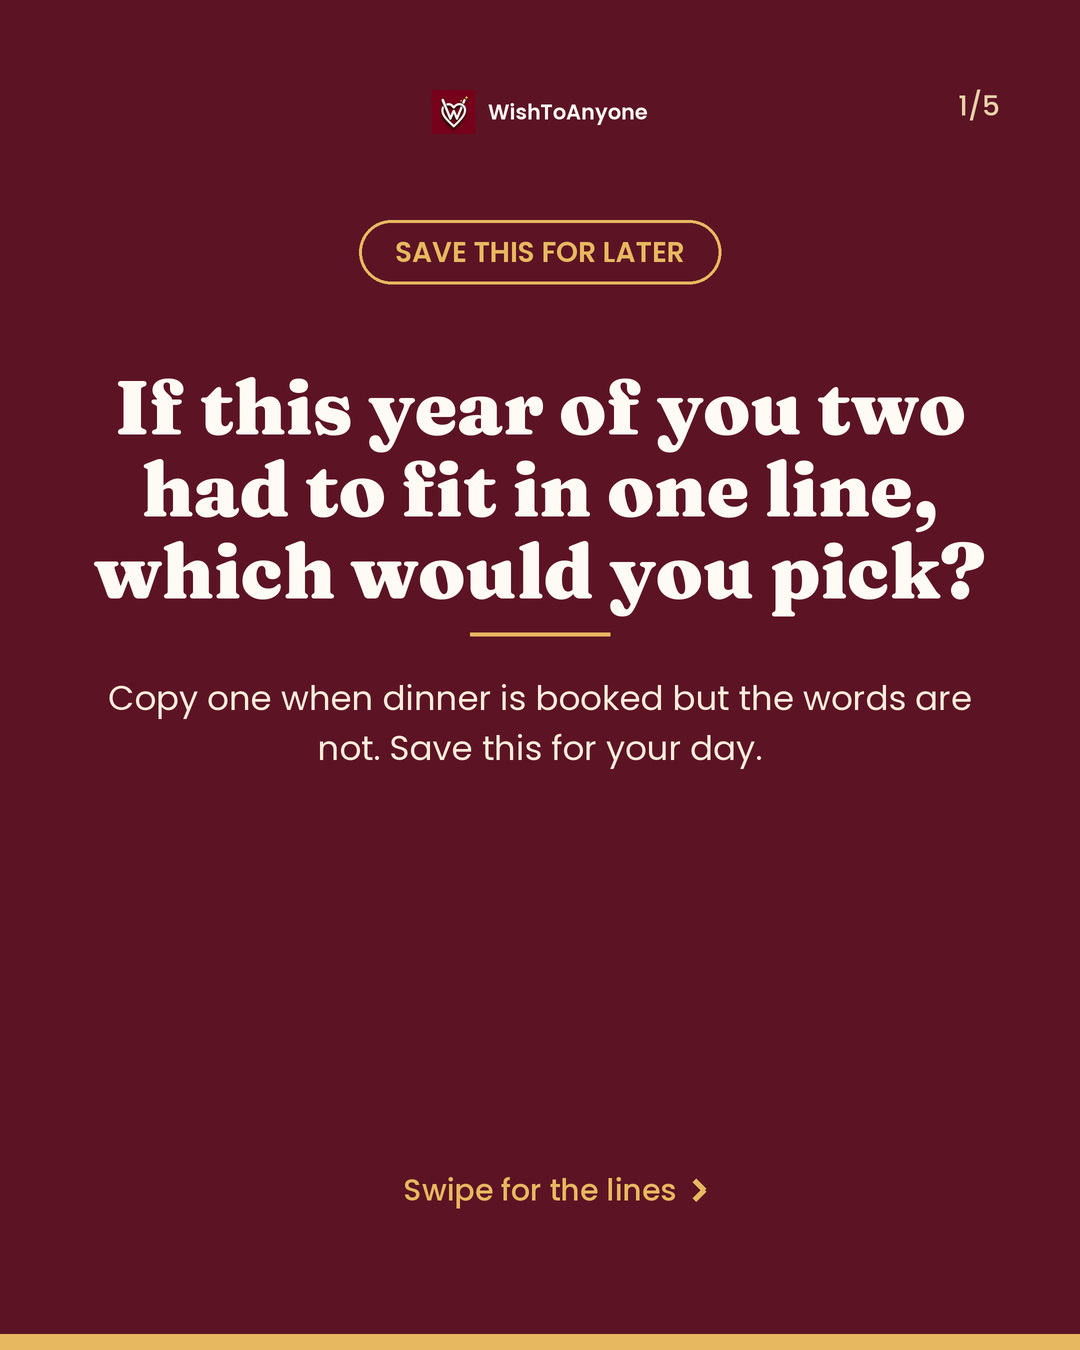 WishToAnyone
1/5
SAVE THIS FOR LATER
If this year of you two
had to fit in one line,
which would you pick?
Copy one when dinner is booked but the words are
not. Save this for your day.
Swipe for the lines